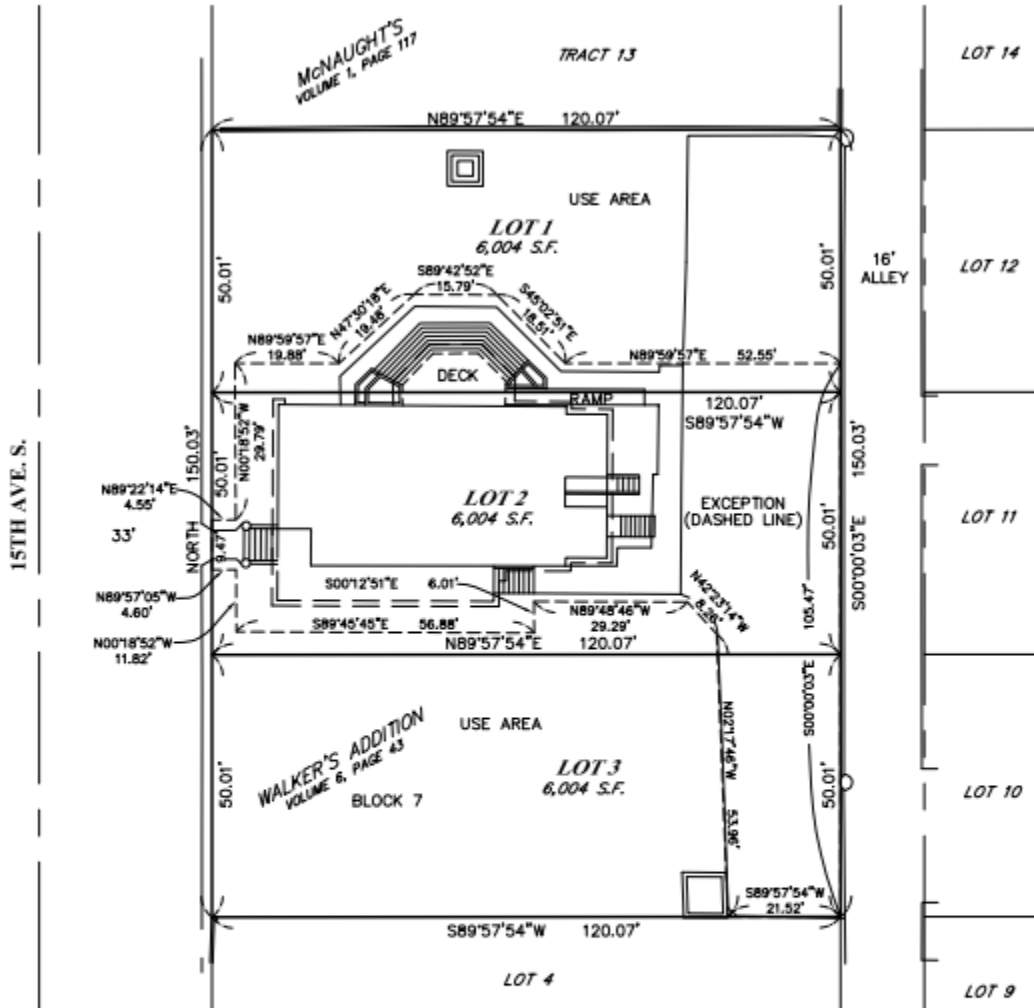 McNAUGHT'S
VOLUME 1, PAGE 117
TRACT 13
LOT 14
N89°57'54"E 120.07'
USE AREA
LOT 1
6,004 S.F.
50.01'
50.01'
16'
ALLEY
LOT 12
S89°42'52"E
15.79'
N47°30'18"E
19.48'
S45°02'51"E
18.51'
N89°59'57"E
19.88'
N89°59'57"E 52.55'
DECK
RAMP
120.07'
S89°57'54"W
15TH AVE. S.
150.03'
NORTH
50.01'
N00°18'52"W
29.79'
N89°22'14"E
4.55'
33'
9.47'
LOT 2
6,004 S.F.
EXCEPTION
(DASHED LINE)
50.01'
150.03'
S00°00'03"E
LOT 11
N89°57'05"W
4.60'
N00°18'52"W
11.82'
S00°12'51"E 6.01'
S89°45'45"E 56.88'
N89°48'46"W
29.29'
N42°23'14"W
8.26'
105.47'
S00°00'03"E
N89°57'54"E 120.07'
WALKER'S ADDITION
VOLUME 6, PAGE 43
USE AREA
BLOCK 7
LOT 3
6,004 S.F.
50.01'
N02°17'46"W 53.96'
50.01'
LOT 10
S89°57'54"W
21.52'
S89°57'54"W 120.07'
LOT 4
LOT 9